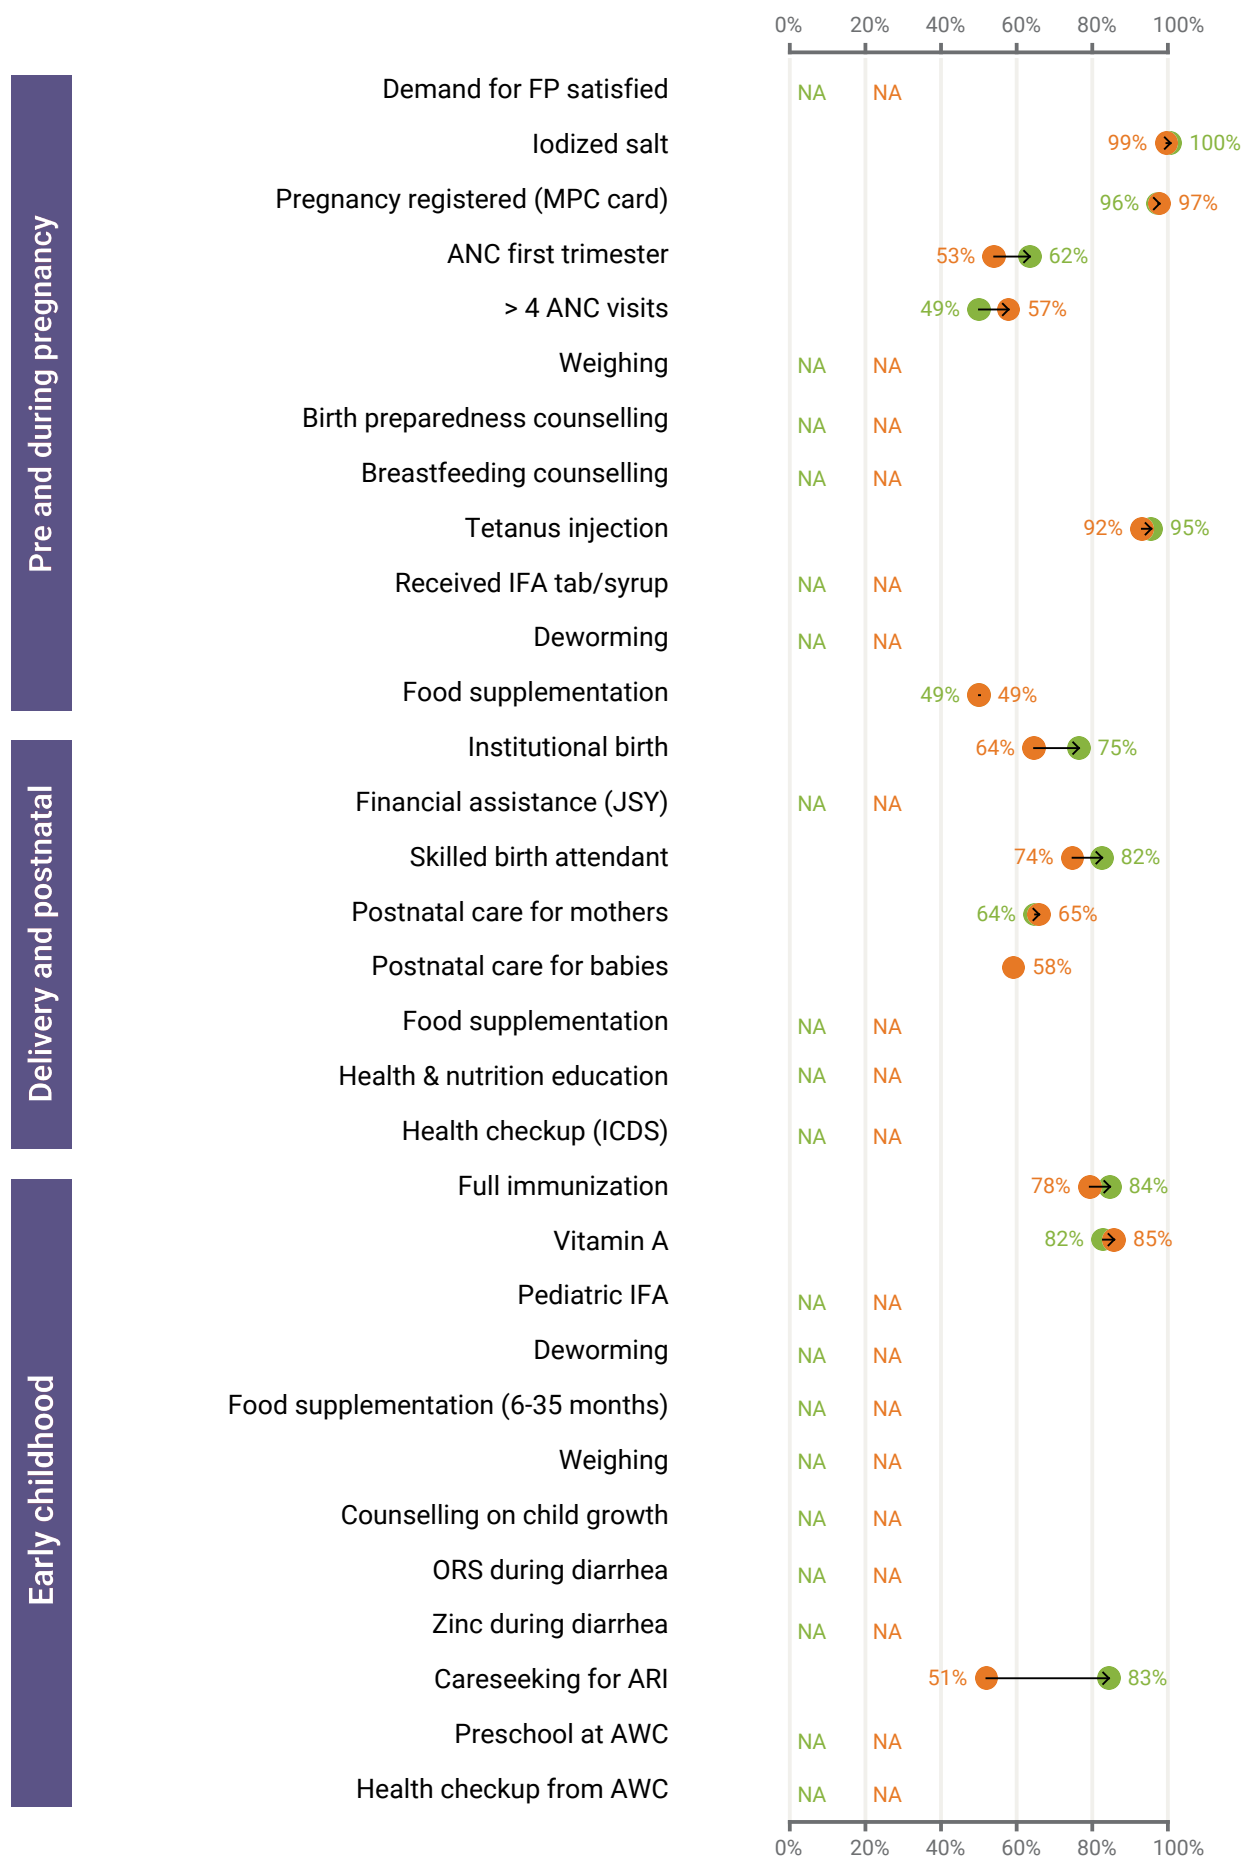 0% 20% 40% 60% 80% 100%
Pre and during pregnancy
Demand for FP satisfied NA NA
Iodized salt 99% 100%
Pregnancy registered (MPC card) 96% 97%
ANC first trimester 53% 62%
> 4 ANC visits 49% 57%
Weighing NA NA
Birth preparedness counselling NA NA
Breastfeeding counselling NA NA
Tetanus injection 92% 95%
Received IFA tab/syrup NA NA
Deworming NA NA
Food supplementation 49% 49%
Delivery and postnatal
Institutional birth 64% 75%
Financial assistance (JSY) NA NA
Skilled birth attendant 74% 82%
Postnatal care for mothers 64% 65%
Postnatal care for babies 58%
Food supplementation NA NA
Health & nutrition education NA NA
Health checkup (ICDS) NA NA
Early childhood
Full immunization 78% 84%
Vitamin A 82% 85%
Pediatric IFA NA NA
Deworming NA NA
Food supplementation (6-35 months) NA NA
Weighing NA NA
Counselling on child growth NA NA
ORS during diarrhea NA NA
Zinc during diarrhea NA NA
Careseeking for ARI 51% 83%
Preschool at AWC NA NA
Health checkup from AWC NA NA
0% 20% 40% 60% 80% 100%